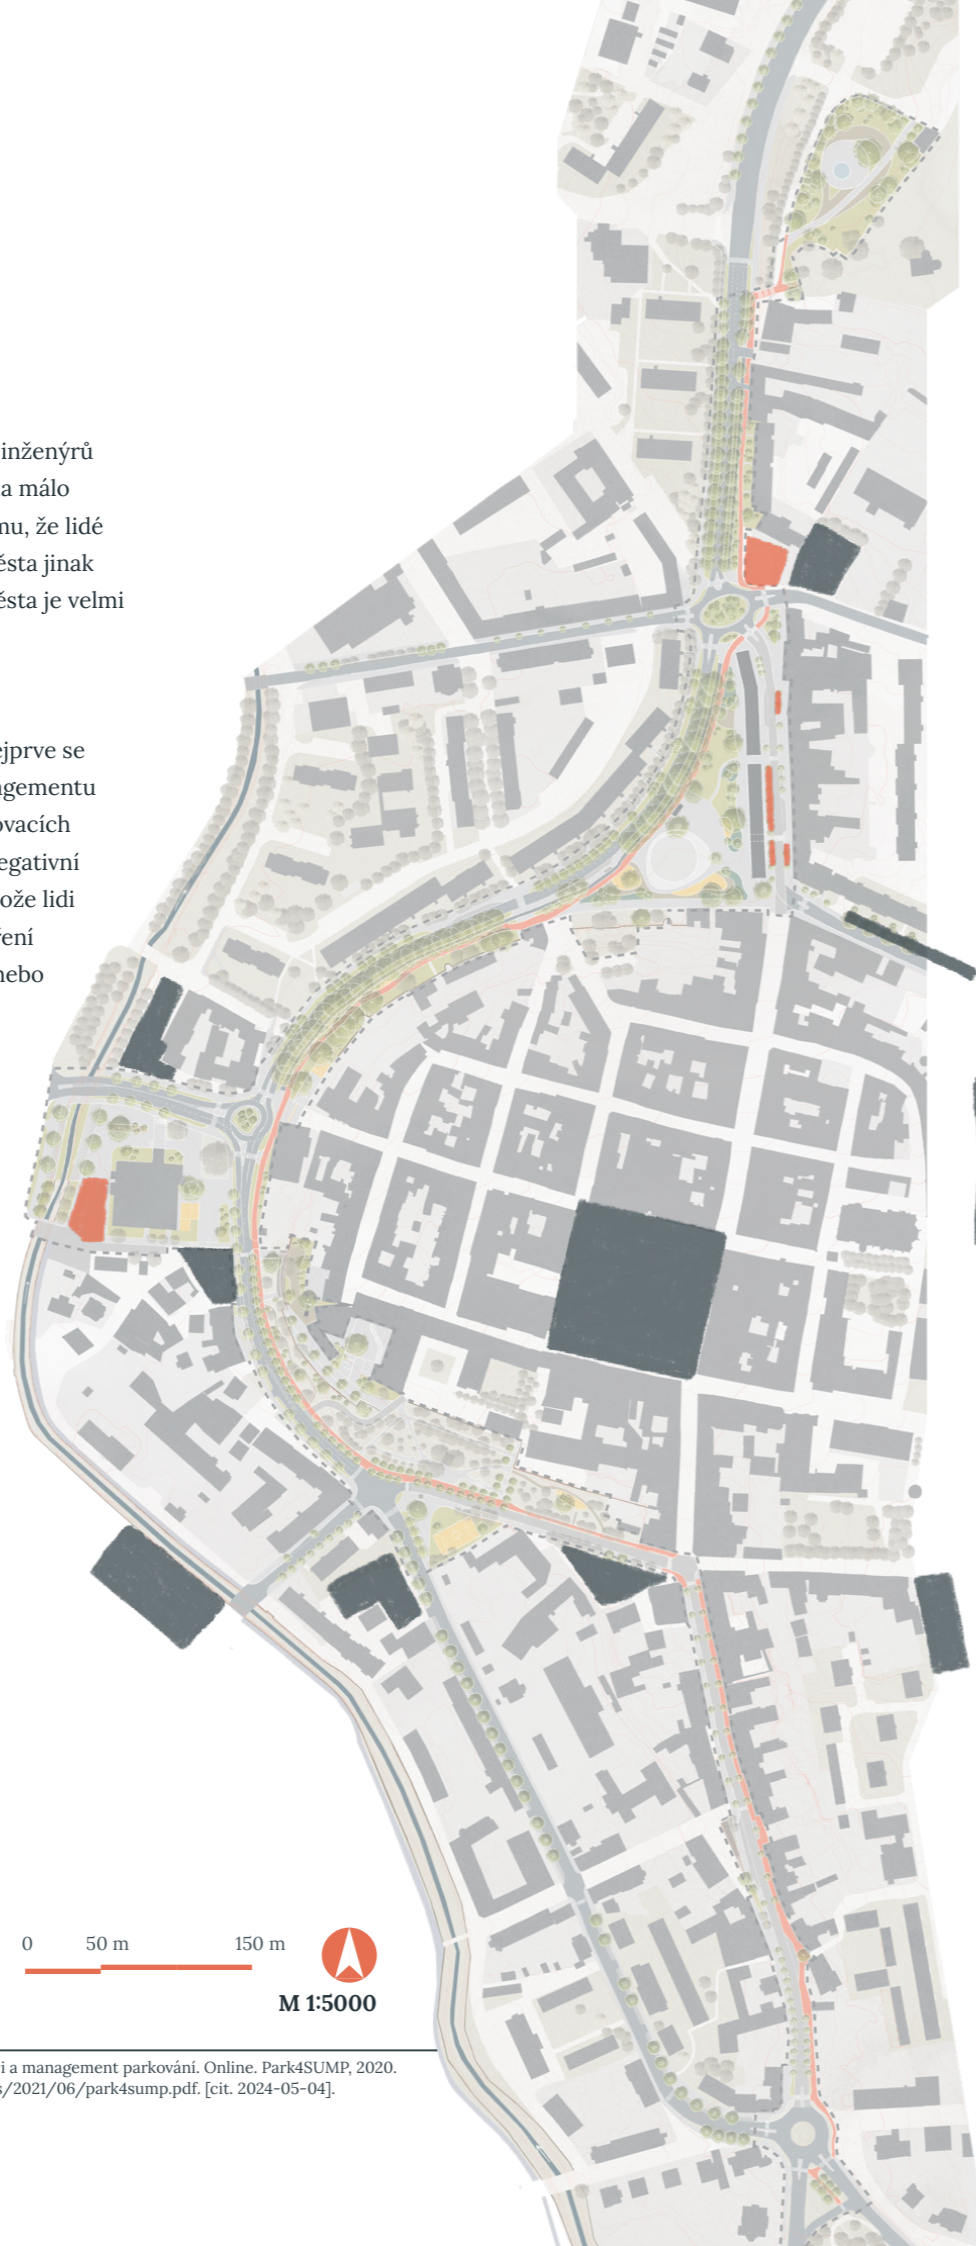 inženýrů
a málo
mu, že lidé
ěsta jinak
ěsta je velmi
ejprve se
agementu
ovacích
egativní
ože lidi
ření
nebo
0 50 m 150 m
M 1:5000
i a management parkování. Online. Park4SUMP, 2020.
s/2021/06/park4sump.pdf. [cit. 2024-05-04].